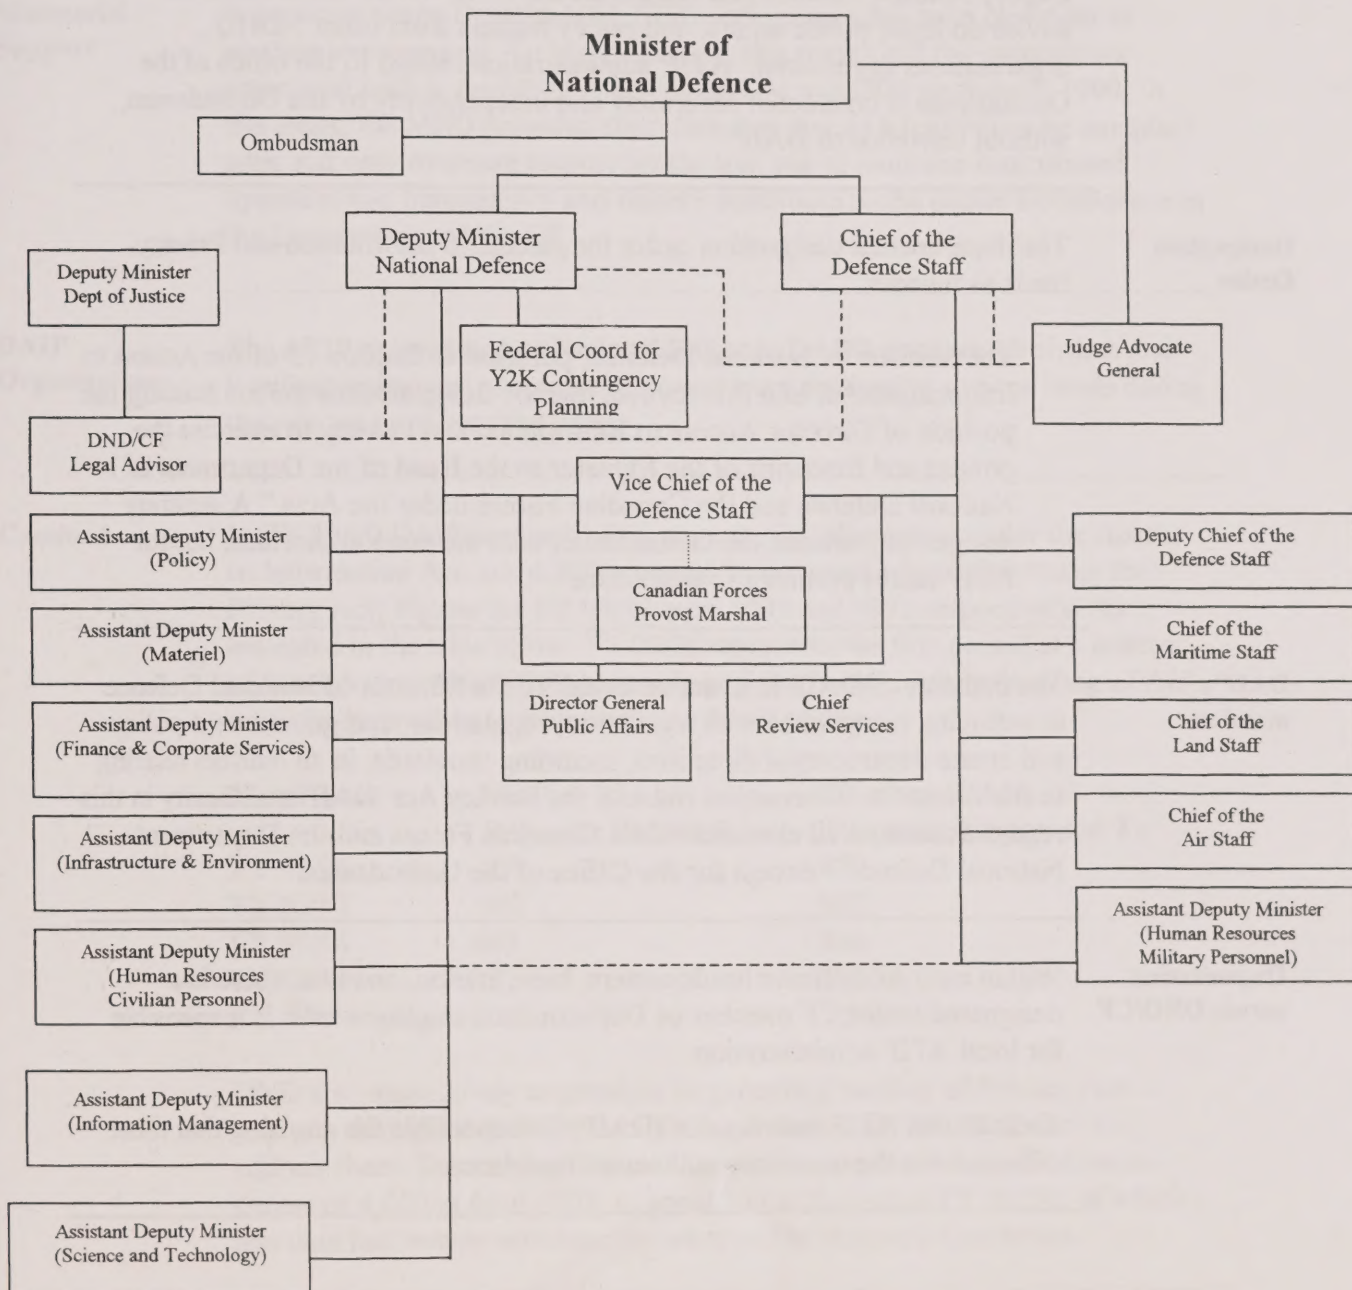 Minister of
National Defence
Ombudsman
Deputy Minister
National Defence
Chief of the
Defence Staff
Deputy Minister
Dept of Justice
Federal Coord for
Y2K Contingency
Planning
Judge Advocate
General
DND/CF
Legal Advisor
Vice Chief of the
Defence Staff
Assistant Deputy Minister
(Policy)
Deputy Chief of the
Defence Staff
Canadian Forces
Provost Marshal
Assistant Deputy Minister
(Materiel)
Chief of the
Maritime Staff
Director General
Public Affairs
Chief
Review Services
Assistant Deputy Minister
(Finance & Corporate Services)
Chief of the
Land Staff
Assistant Deputy Minister
(Infrastructure & Environment)
Chief of the
Air Staff
Assistant Deputy Minister
(Human Resources
Civilian Personnel)
Assistant Deputy Minister
(Human Resources
Military Personnel)
Assistant Deputy Minister
(Information Management)
Assistant Deputy Minister
(Science and Technology)